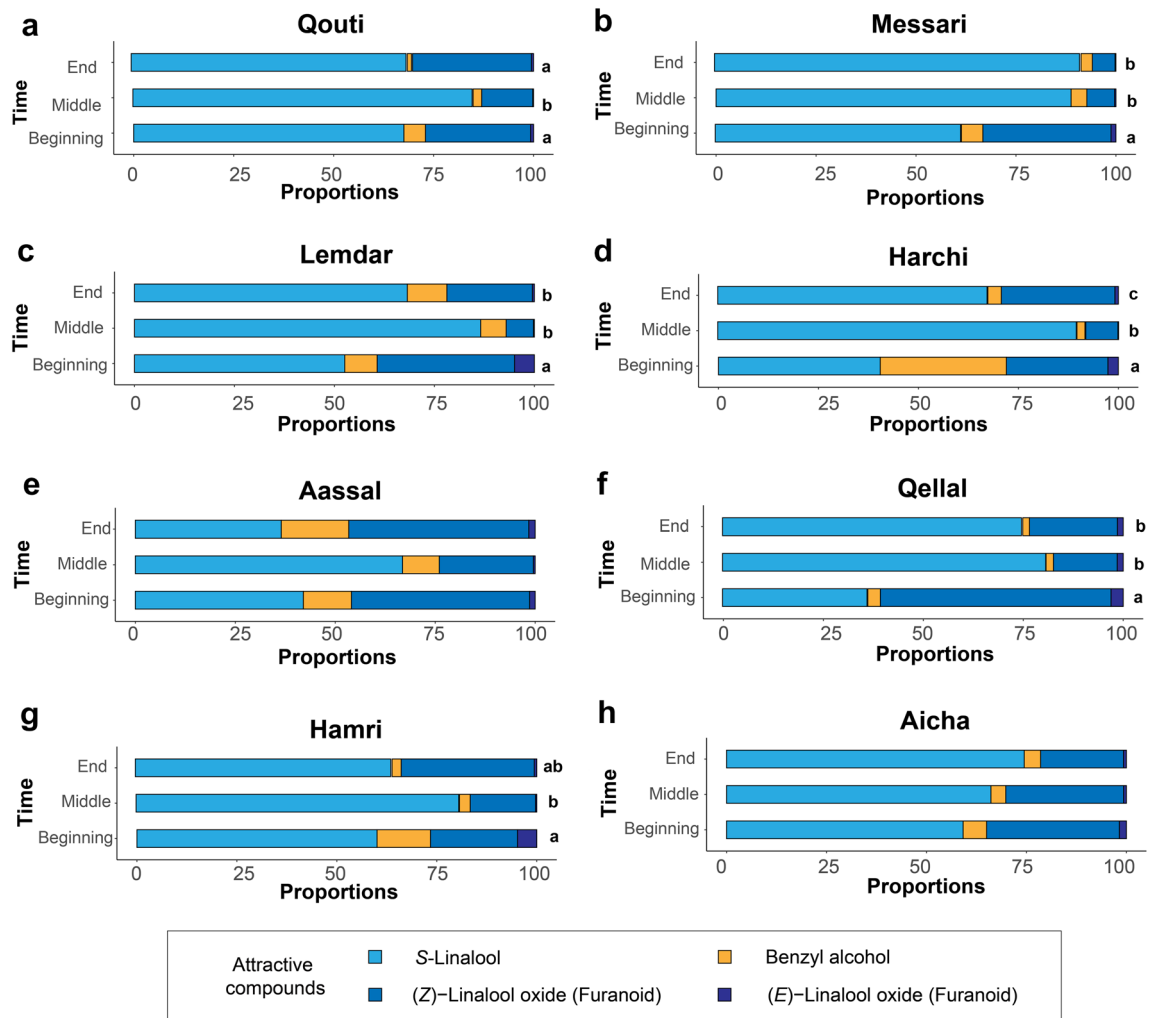 a
Qouti
Time
End
a
Middle
b
Beginning
a
0 25 50 75 100
Proportions
b
Messari
Time
End
b
Middle
b
Beginning
a
0 25 50 75 100
Proportions
c
Lemdar
Time
End
b
Middle
b
Beginning
a
0 25 50 75 100
Proportions
d
Harchi
Time
End
c
Middle
b
Beginning
a
0 25 50 75 100
Proportions
e
Aassal
Time
End
Middle
Beginning
0 25 50 75 100
Proportions
f
Qellal
Time
End
b
Middle
b
Beginning
a
0 25 50 75 100
Proportions
g
Hamri
Time
End
ab
Middle
b
Beginning
a
0 25 50 75 100
Proportions
h
Aicha
Time
End
Middle
Beginning
0 25 50 75 100
Proportions
Attractive
compounds
S-Linalool
Benzyl alcohol
(Z)−Linalool oxide (Furanoid)
(E)−Linalool oxide (Furanoid)